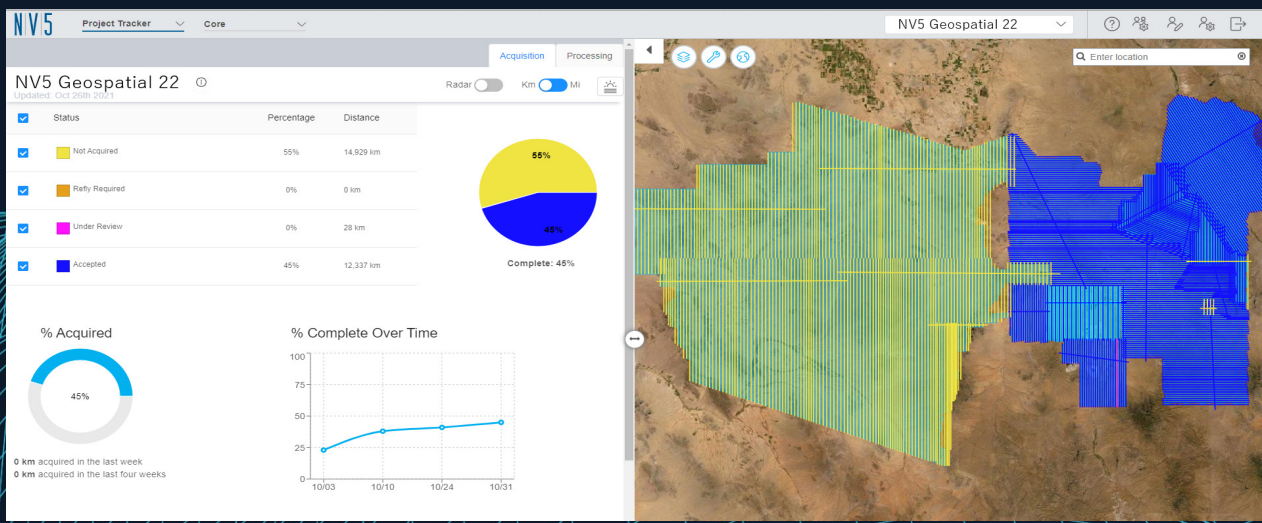 NV5 Project Tracker Core NV5 Geospatial 22
Acquisition Processing
NV5 Geospatial 22
Updated: Oct 26th 2021
Radar Km Mi
Status Percentage Distance
Not Acquired 55% 14,929 km
Refly Required 0% 0 km
Under Review 0% 28 km
Accepted 45% 12,337 km
55%
45%
Complete: 45%
% Acquired
45%
0 km acquired in the last week
0 km acquired in the last four weeks
% Complete Over Time
100
75
50
25
0
10/03 10/10 10/24 10/31
Enter location